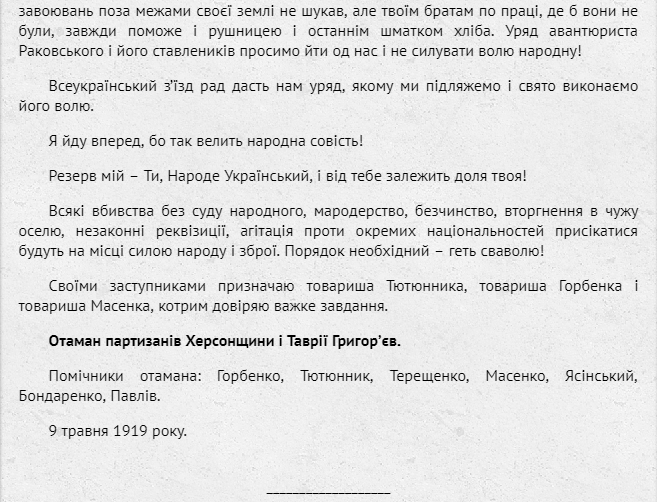 завоювань поза межами своєї землі не шукав, але твоїм братам по праці, де б вони не
були, завжди поможе і рушницею і останнім шматком хліба. Уряд авантюриста
Раковського і його ставлеників просимо йти од нас і не силувати волю народну!
Всеукраїнський з’їзд рад дасть нам уряд, якому ми підляжемо і свято виконаємо
його волю.
Я йду вперед, бо так велить народна совість!
Резерв мій – Ти, Народе Український, і від тебе залежить доля твоя!
Всякі вбивства без суду народного, мародерство, безчинство, вторгнення в чужу
оселю, незаконні реквізиції, агітація проти окремих національностей присікатися
будуть на місці силою народу і зброї. Порядок необхідний – геть сваволю!
Своїми заступниками призначаю товариша Тютюнника, товариша Горбенка і
товариша Масенка, котрим довіряю важке завдання.
Отаман партизанів Херсонщини і Таврії Григор’єв.
Помічники отамана: Горбенко, Тютюнник, Терещенко, Масенко, Ясінський,
Бондаренко, Павлів.
9 травня 1919 року.
___________________